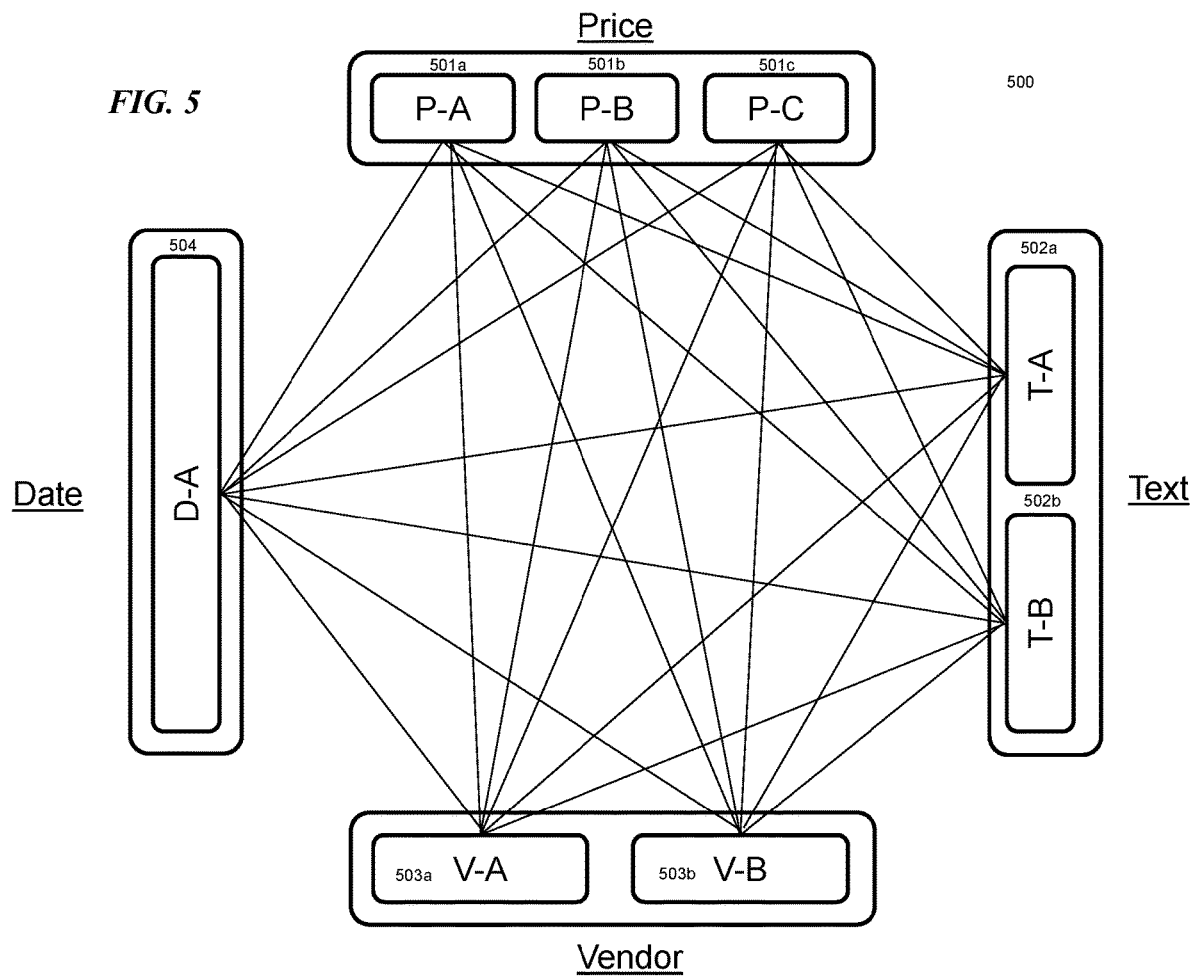 Price
FIG. 5
500
501a 501b 501c
P-A P-B P-C
504
D-A
Date
502a
T-A
502b
T-B
Text
503a V-A
503b V-B
Vendor